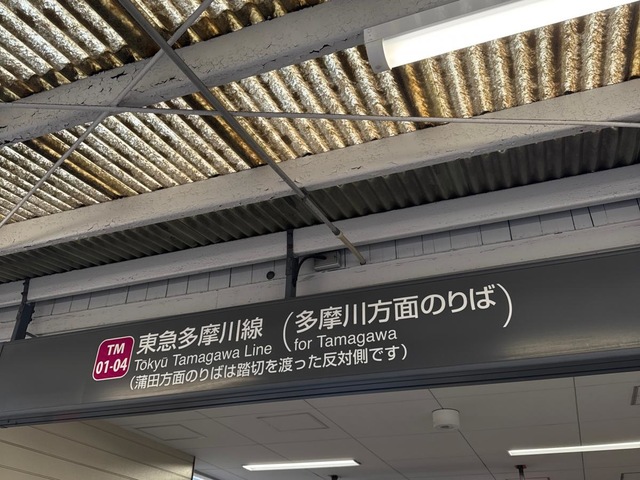 TM
01-04
東急多摩川線
Tōkyū Tamagawa Line
(多摩川方面のりば)
for Tamagawa
(蒲田方面のりばは踏切を渡った反対側です)